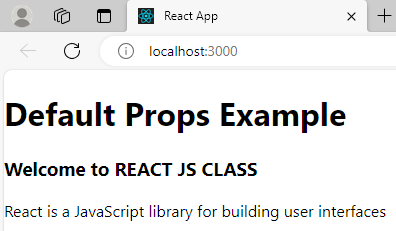 React App
localhost:3000
Default Props Example
Welcome to REACT JS CLASS
React is a JavaScript library for building user interfaces